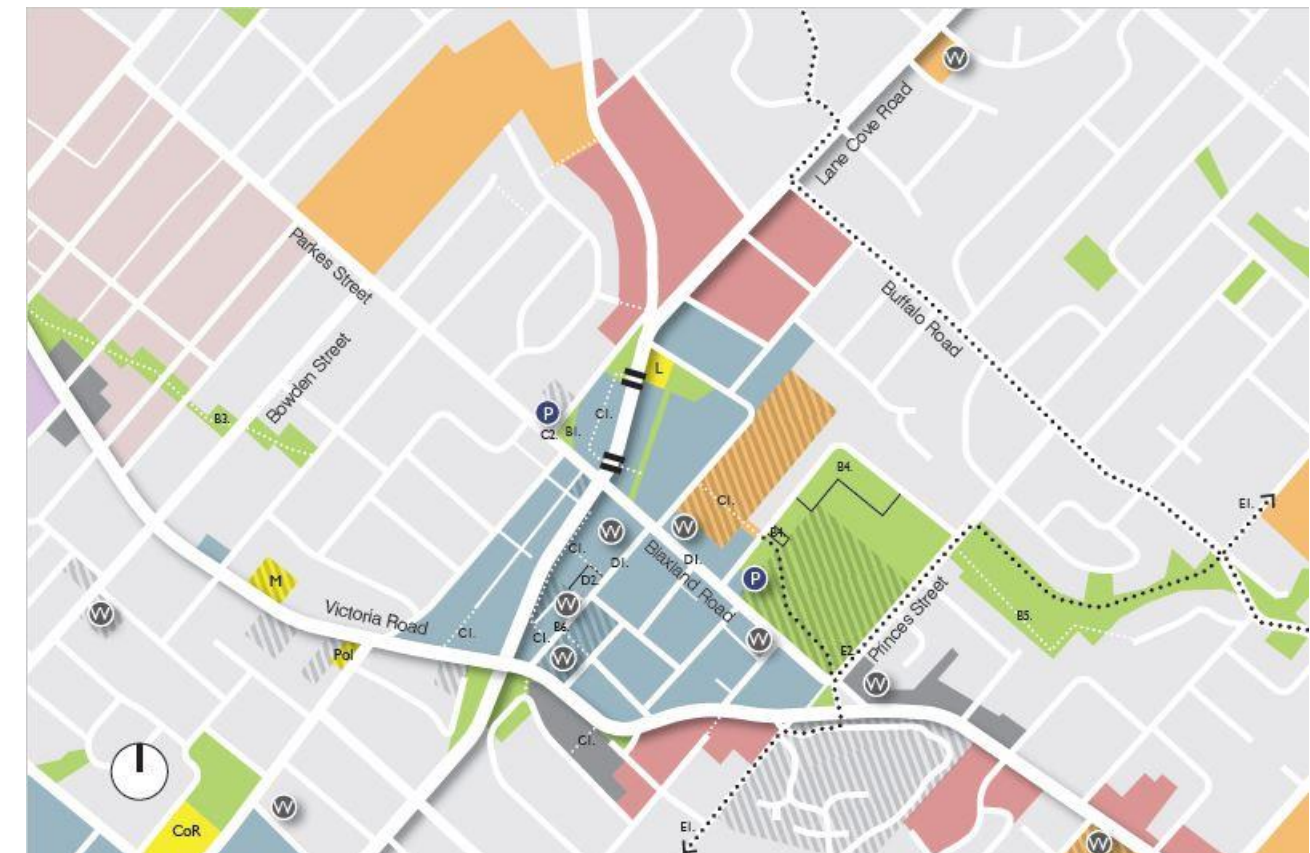 W
Lane Cove Road
Parkes Street
Buffalo Road
Bowden Street
L
P
C1.
C2.
B1.
B3.
B4.
C1.
E1.
W
W
B4.
Blaxland Road
C1.
D1.
D1.
P
M
D2.
W
W
Princes Street
Victoria Road
C1.
C1.
B6.
W
W
B5.
E2.
Pol
W
C1.
W
CoR
E1.
W